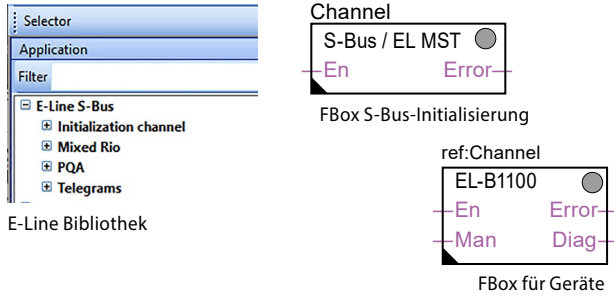 Selector
Application
Filter
E-Line S-Bus
Initialization channel
Mixed Rio
PQA
Telegrams
E-Line Bibliothek
Channel
S-Bus / EL MST
En Error
FBox S-Bus-Initialisierung
ref:Channel
EL-B1100
En Error
Man Diag
FBox für Geräte